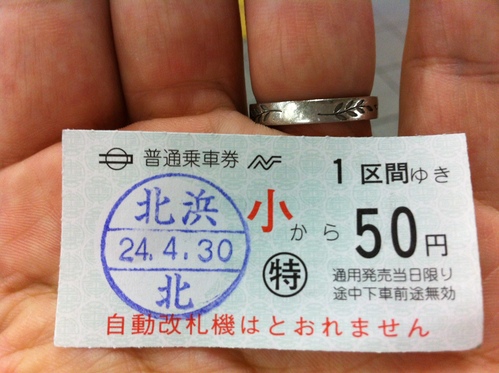 普通乗車券
1 区間ゆき
北浜
24.4.30
北
小
から
50円
特
通用発売当日限り
途中下車前途無効
自動改札機はとおれません